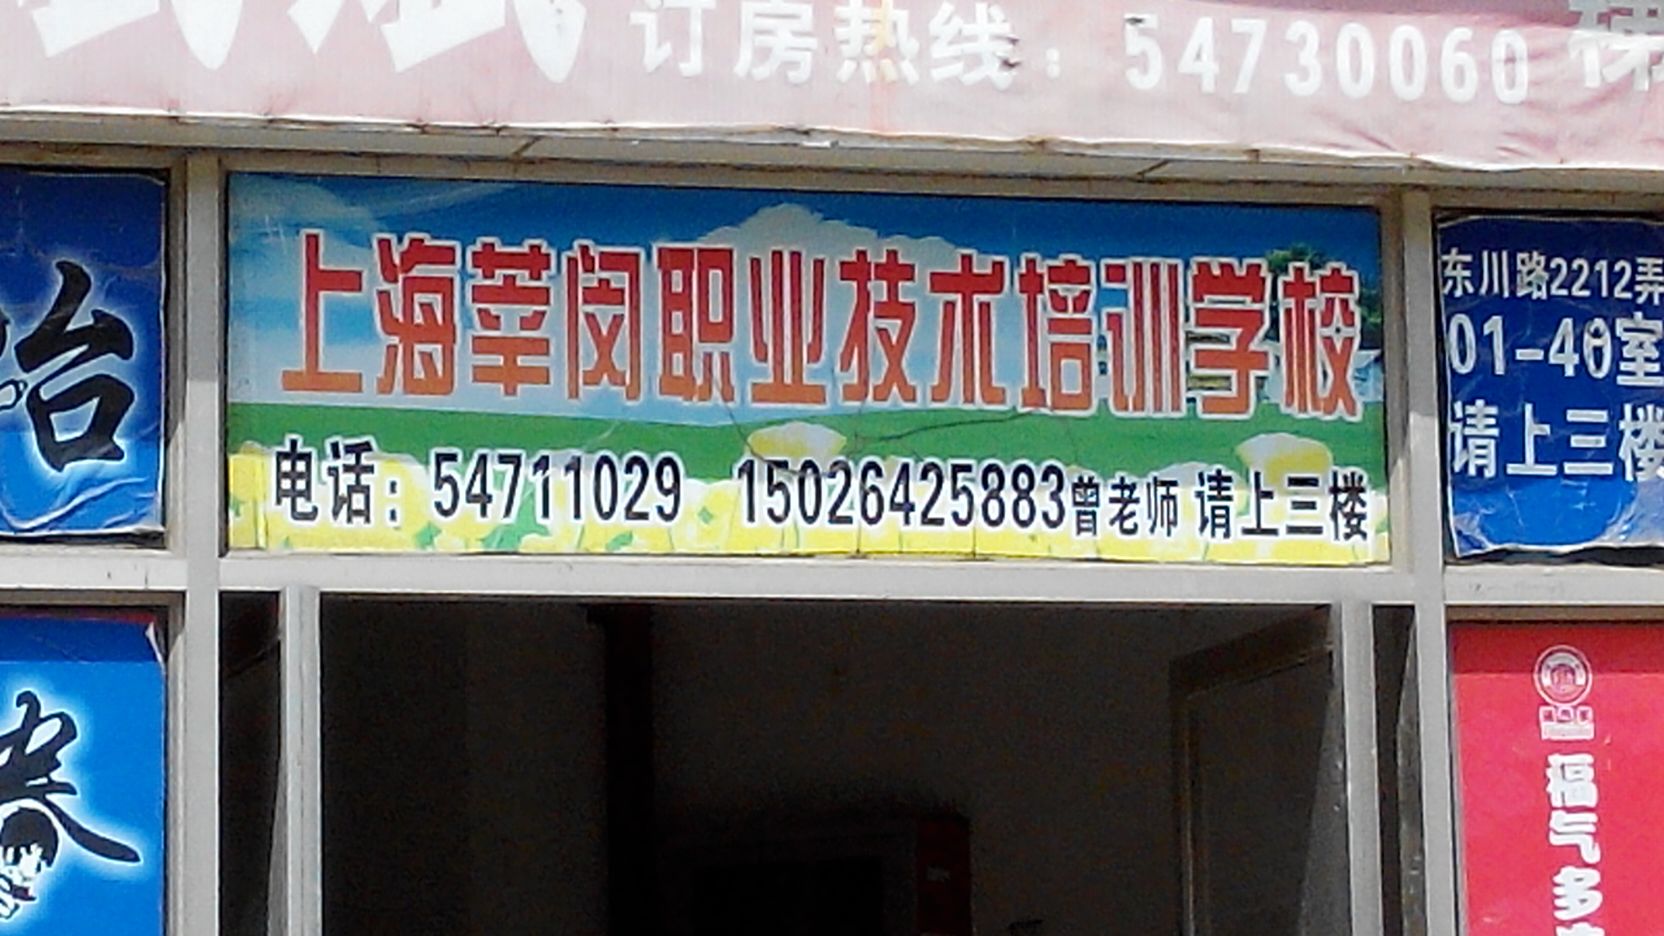 订房热线：54730060
上海莘闵职业技术培训学校
电话：54711029 15026425883曾老师 请上三楼
东川路2212弄
01-40室
请上三楼
福气多